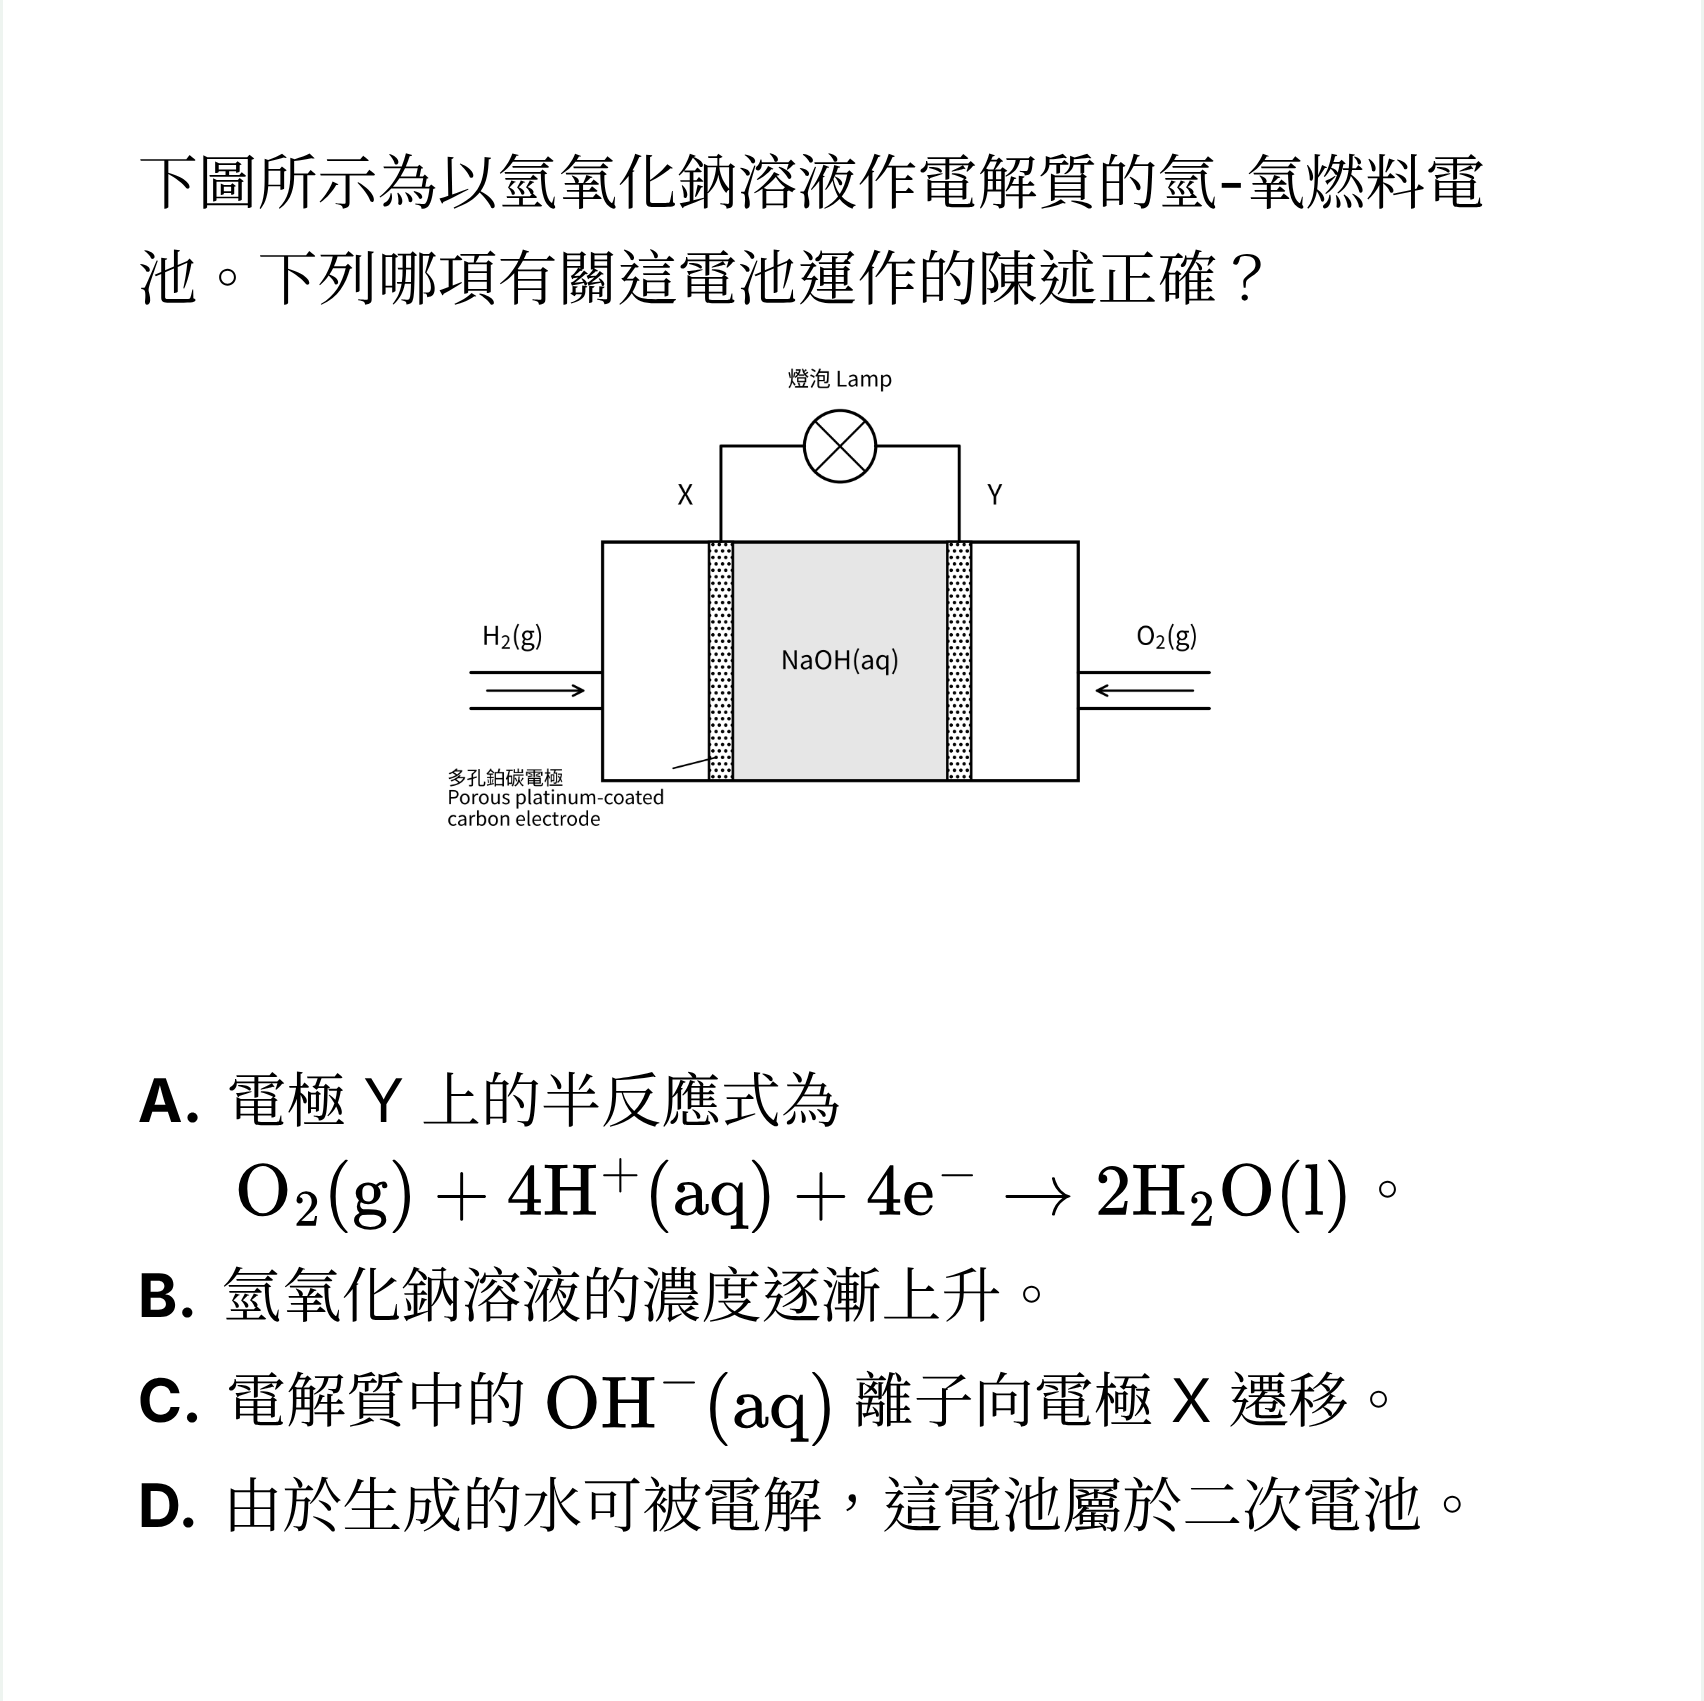 下圖所示為以氫氧化鈉溶液作電解質的氫-氧燃料電
池。下列哪項有關這電池運作的陳述正確？
燈泡 Lamp
X
Y
H₂(g)
O₂(g)
NaOH(aq)
多孔鉑碳電極
Porous platinum-coated
carbon electrode
A. 電極 Y 上的半反應式為
O₂(g) + 4H⁺(aq) + 4e⁻ → 2H₂O(l)。
B. 氫氧化鈉溶液的濃度逐漸上升。
C. 電解質中的 OH⁻(aq) 離子向電極 X 遷移。
D. 由於生成的水可被電解，這電池屬於二次電池。